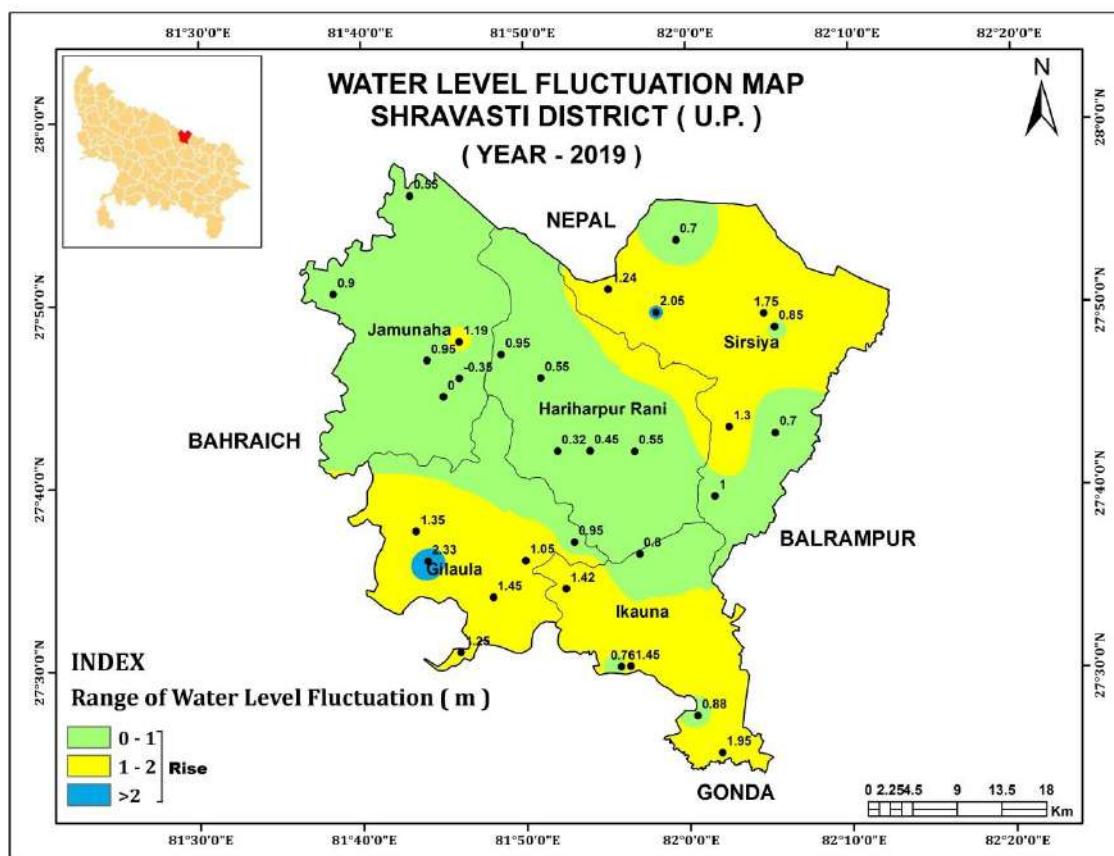 81°30'0"E 81°40'0"E 81°50'0"E 82°0'0"E 82°10'0"E 82°20'0"E
WATER LEVEL FLUCTUATION MAP
SHRAVASTI DISTRICT ( U.P. )
( YEAR - 2019 )
N
28°0'0"N
28°0'0"N
0.55
NEPAL
0.7
0.9
1.24
27°50'0"N
27°50'0"N
2.05
1.75
0.85
Jamunaha
1.19
Sirsiya
0.95
0.95
-0.35
0.55
0
Hariharpur Rani
1.3
0.7
BAHRAICH
0.32
0.45
0.55
27°40'0"N
27°40'0"N
1
1.35
0.95
0.8
BALRAMPUR
2.33
Gilaula
1.05
1.45
1.42
Ikauna
1.25
0.76
1.45
27°30'0"N
27°30'0"N
INDEX
Range of Water Level Fluctuation ( m )
0.88
0 - 1
1 - 2
Rise
>2
1.95
GONDA
0 2.25 4.5 9 13.5 18
Km
81°30'0"E 81°40'0"E 81°50'0"E 82°0'0"E 82°10'0"E 82°20'0"E